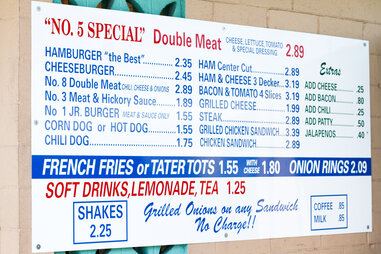 "NO. 5 SPECIAL" Double Meat CHEESE, LETTUCE, TOMATO & SPECIAL DRESSING 2.89
HAMBURGER "the Best" 2.35
CHEESEBURGER 2.45
No. 8 Double Meat CHILI, CHEESE & ONIONS 2.89
No. 3 Meat & Hickory Sauce 1.89
No 1 JR. BURGER MEAT & SAUCE ONLY 1.55
CORN DOG or HOT DOG 1.55
CHILI DOG 1.75
HAM Center Cut 2.89
HAM & CHEESE 3 Decker 3.19
BACON & TOMATO 4 Slices 3.19
GRILLED CHEESE 1.99
STEAK 2.89
GRILLED CHICKEN SANDWICH 3.39
CHICKEN SANDWICH 2.89
Extras
ADD CHEESE .25
ADD BACON .80
ADD CHILI .50
ADD PATTY .50
JALAPENOS .40
FRENCH FRIES or TATER TOTS 1.55 WITH CHEESE 1.80 ONION RINGS 2.09
SOFT DRINKS, LEMONADE, TEA 1.25
SHAKES
2.25
Grilled Onions on any Sandwich
No Charge!!
COFFEE .85
MILK .85